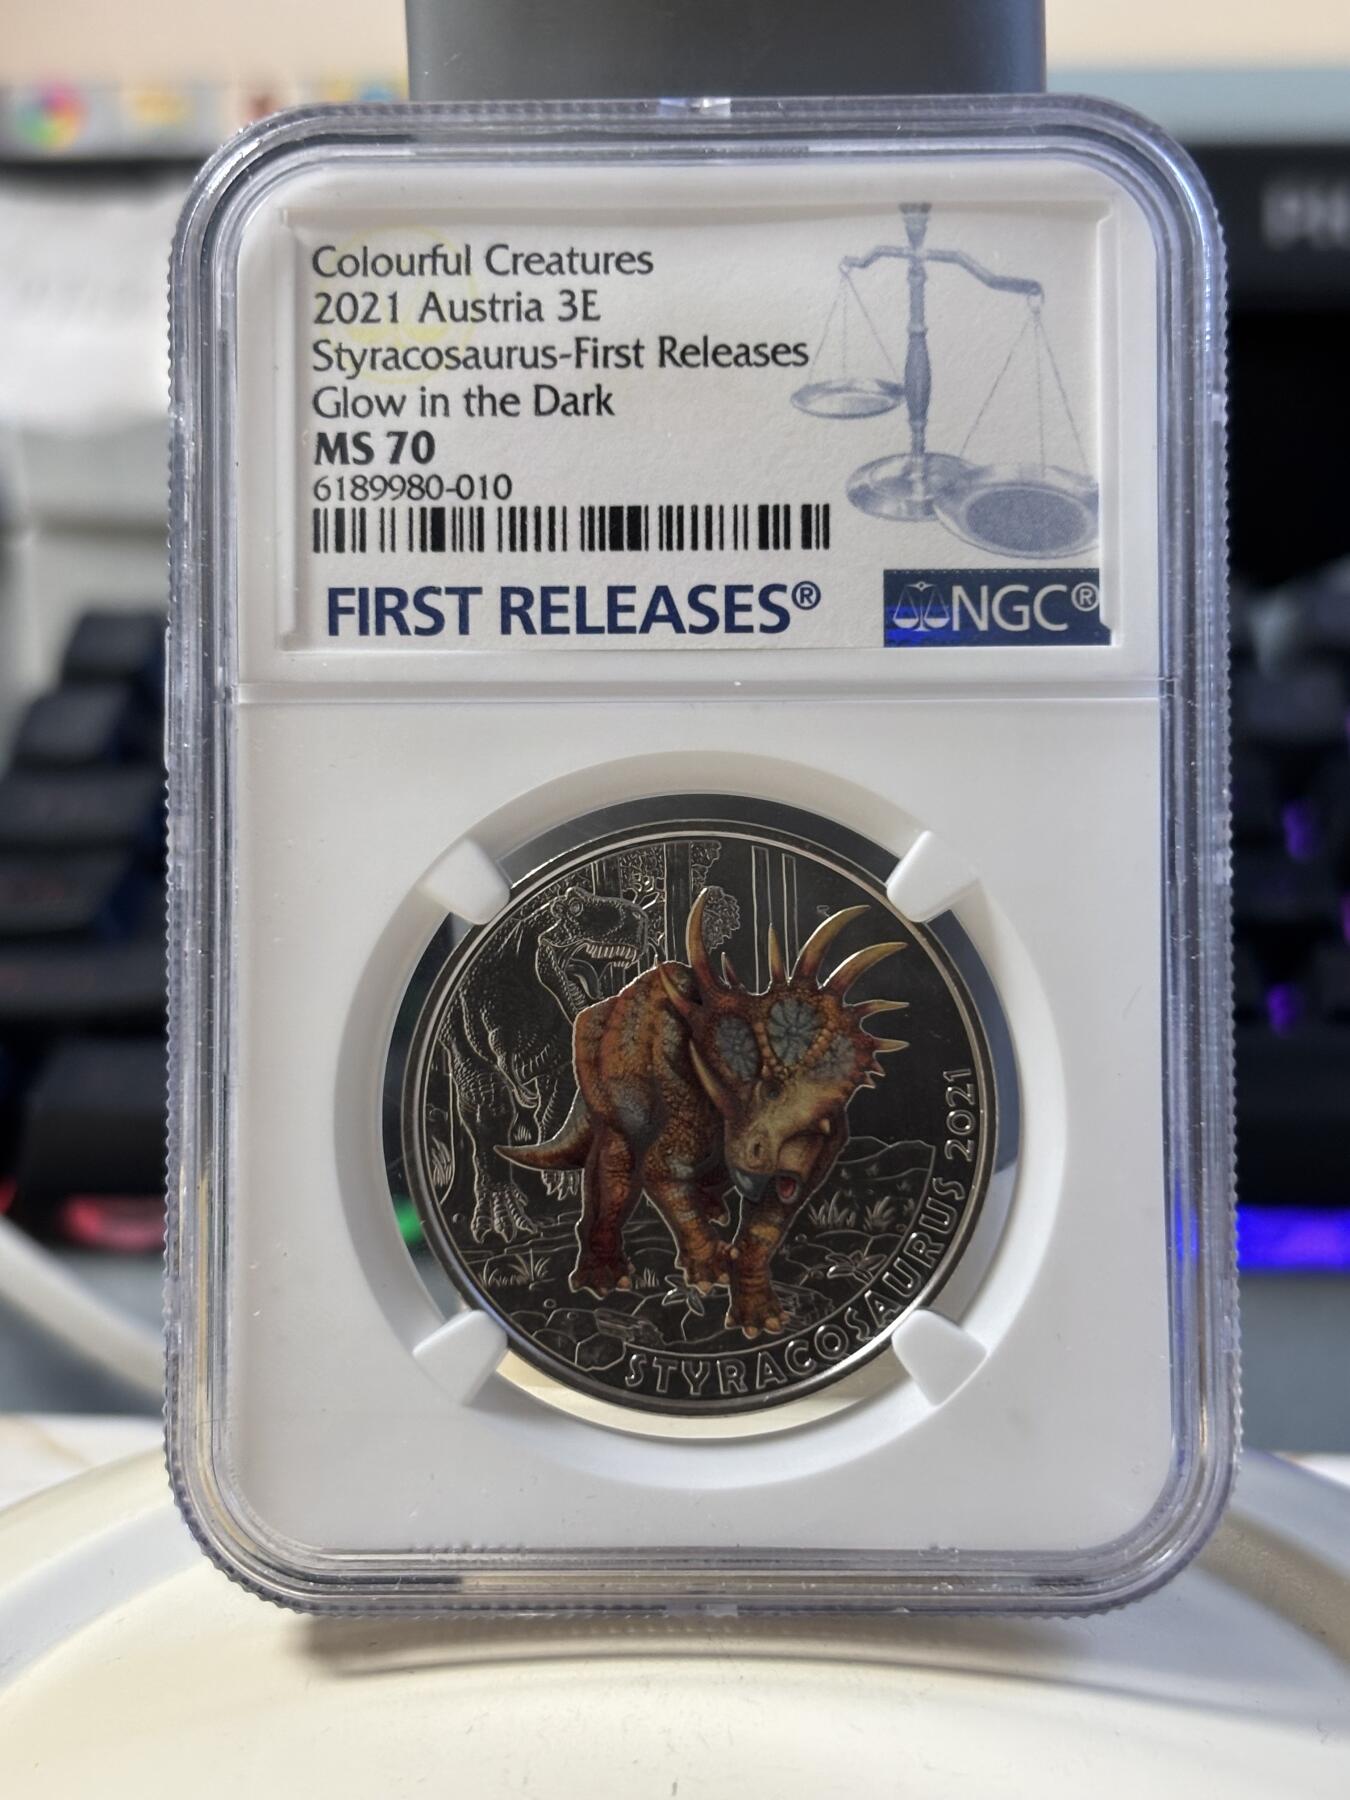 Colourful Creatures
2021 Austria 3E
Styracosaurus-First Releases
Glow in the Dark
MS 70
6189980-010
FIRST RELEASES®
NGC®
STYRACOSAURUS 2021